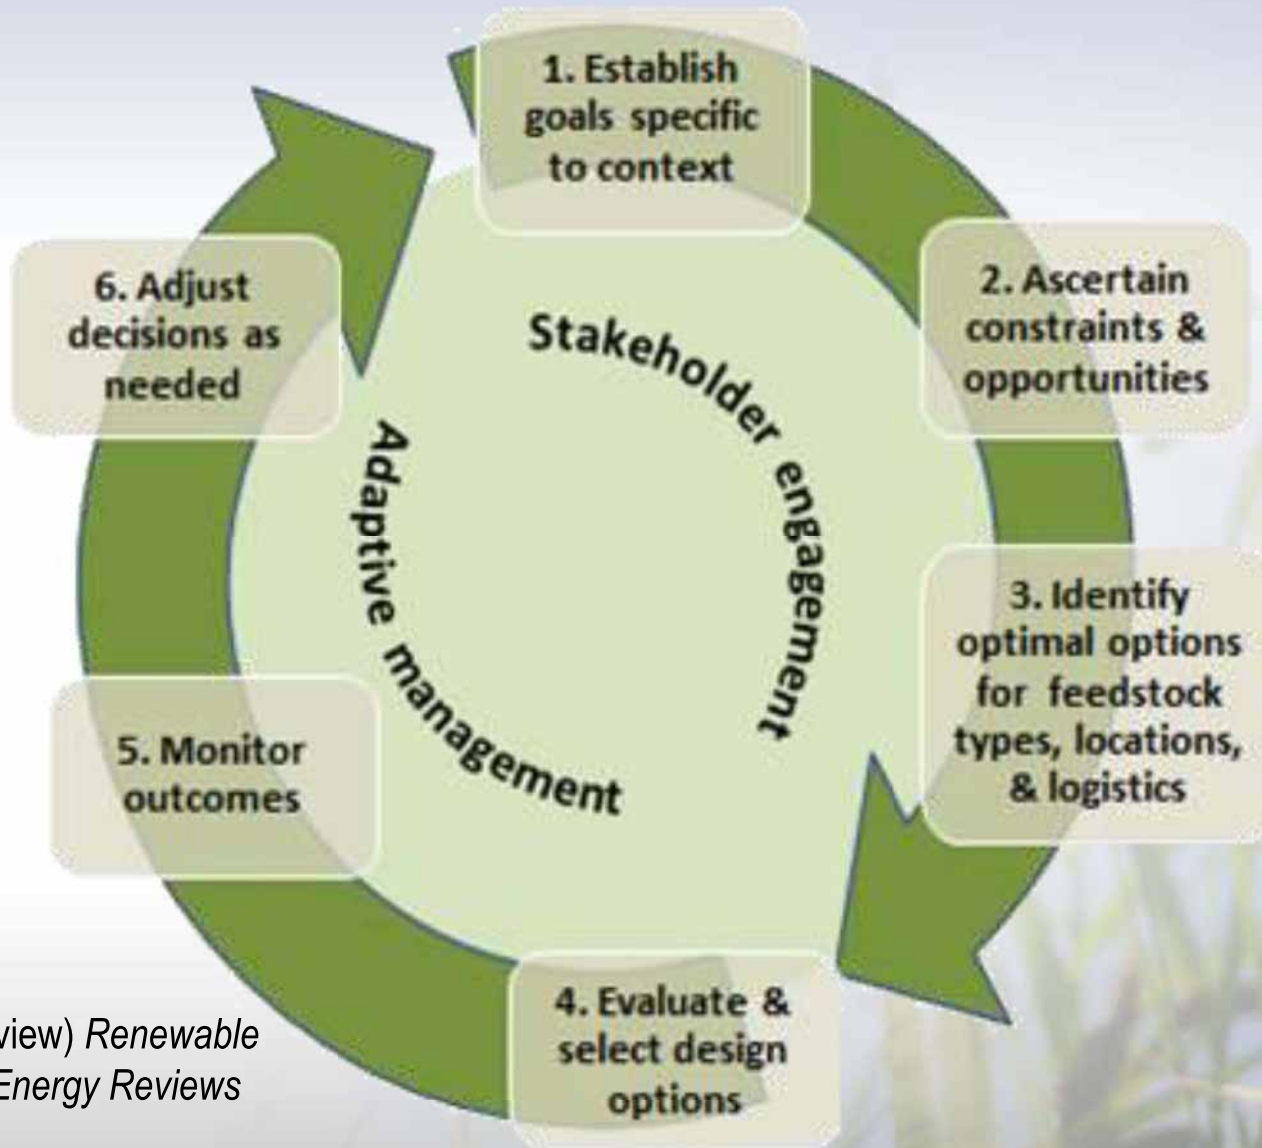 1. Establish
goals specific
to context
2. Ascertain
constraints &
opportunities
3. Identify
optimal options
for feedstock
types, locations,
& logistics
4. Evaluate &
select design
options
5. Monitor
outcomes
6. Adjust
decisions as
needed
Stakeholder engagement
Adaptive management
Renewable
Energy Reviews